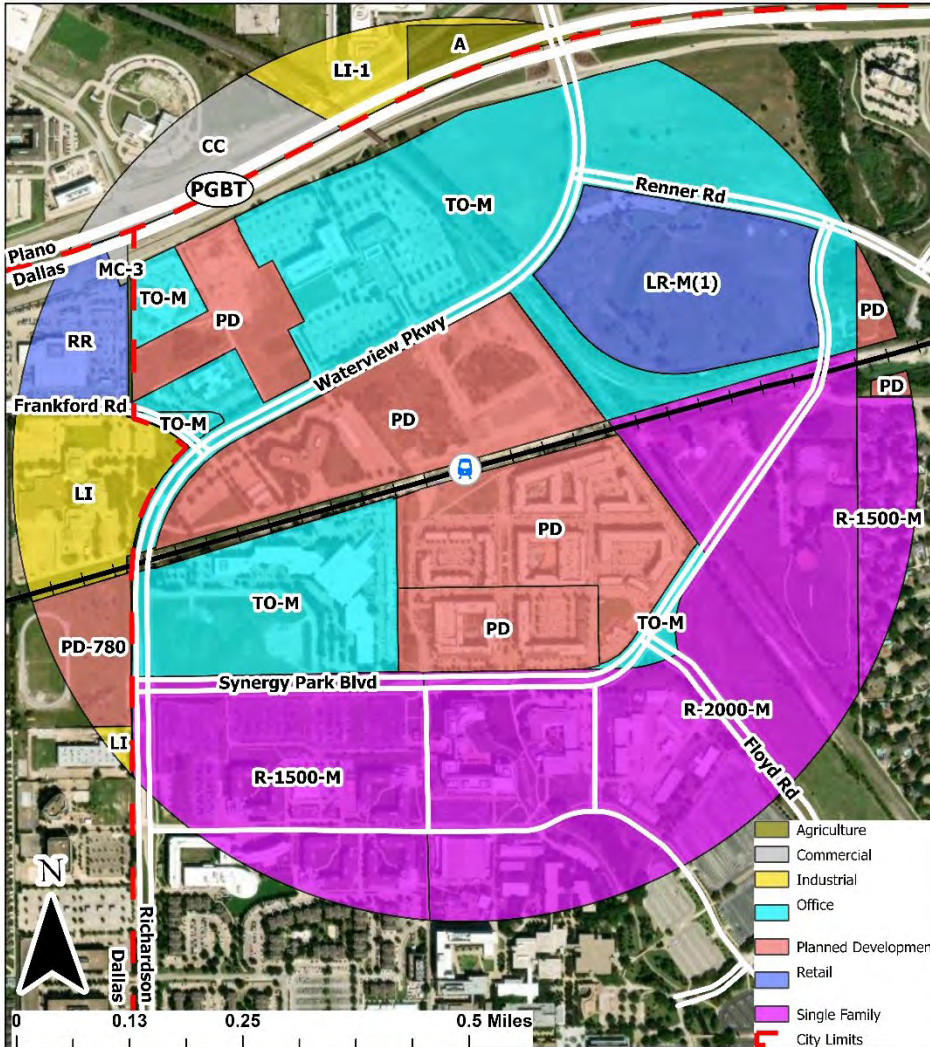 A
LI-1
CC
PGBT
Renner Rd
TO-M
Plano
Dallas
MC-3
TO-M
LR-M(1)
PD
PD
RR
Waterview Pkwy
PD
Frankford Rd
TO-M
PD
LI
PD
R-1500-M
TO-M
PD
TO-M
PD-780
Synergy Park Blvd
R-2000-M
LI
R-1500-M
Floyd Rd
N
Richardson
Dallas
0 0.13 0.25 0.5 Miles
Agriculture
Commercial
Industrial
Office
Planned Developmen
Retail
Single Family
City Limits